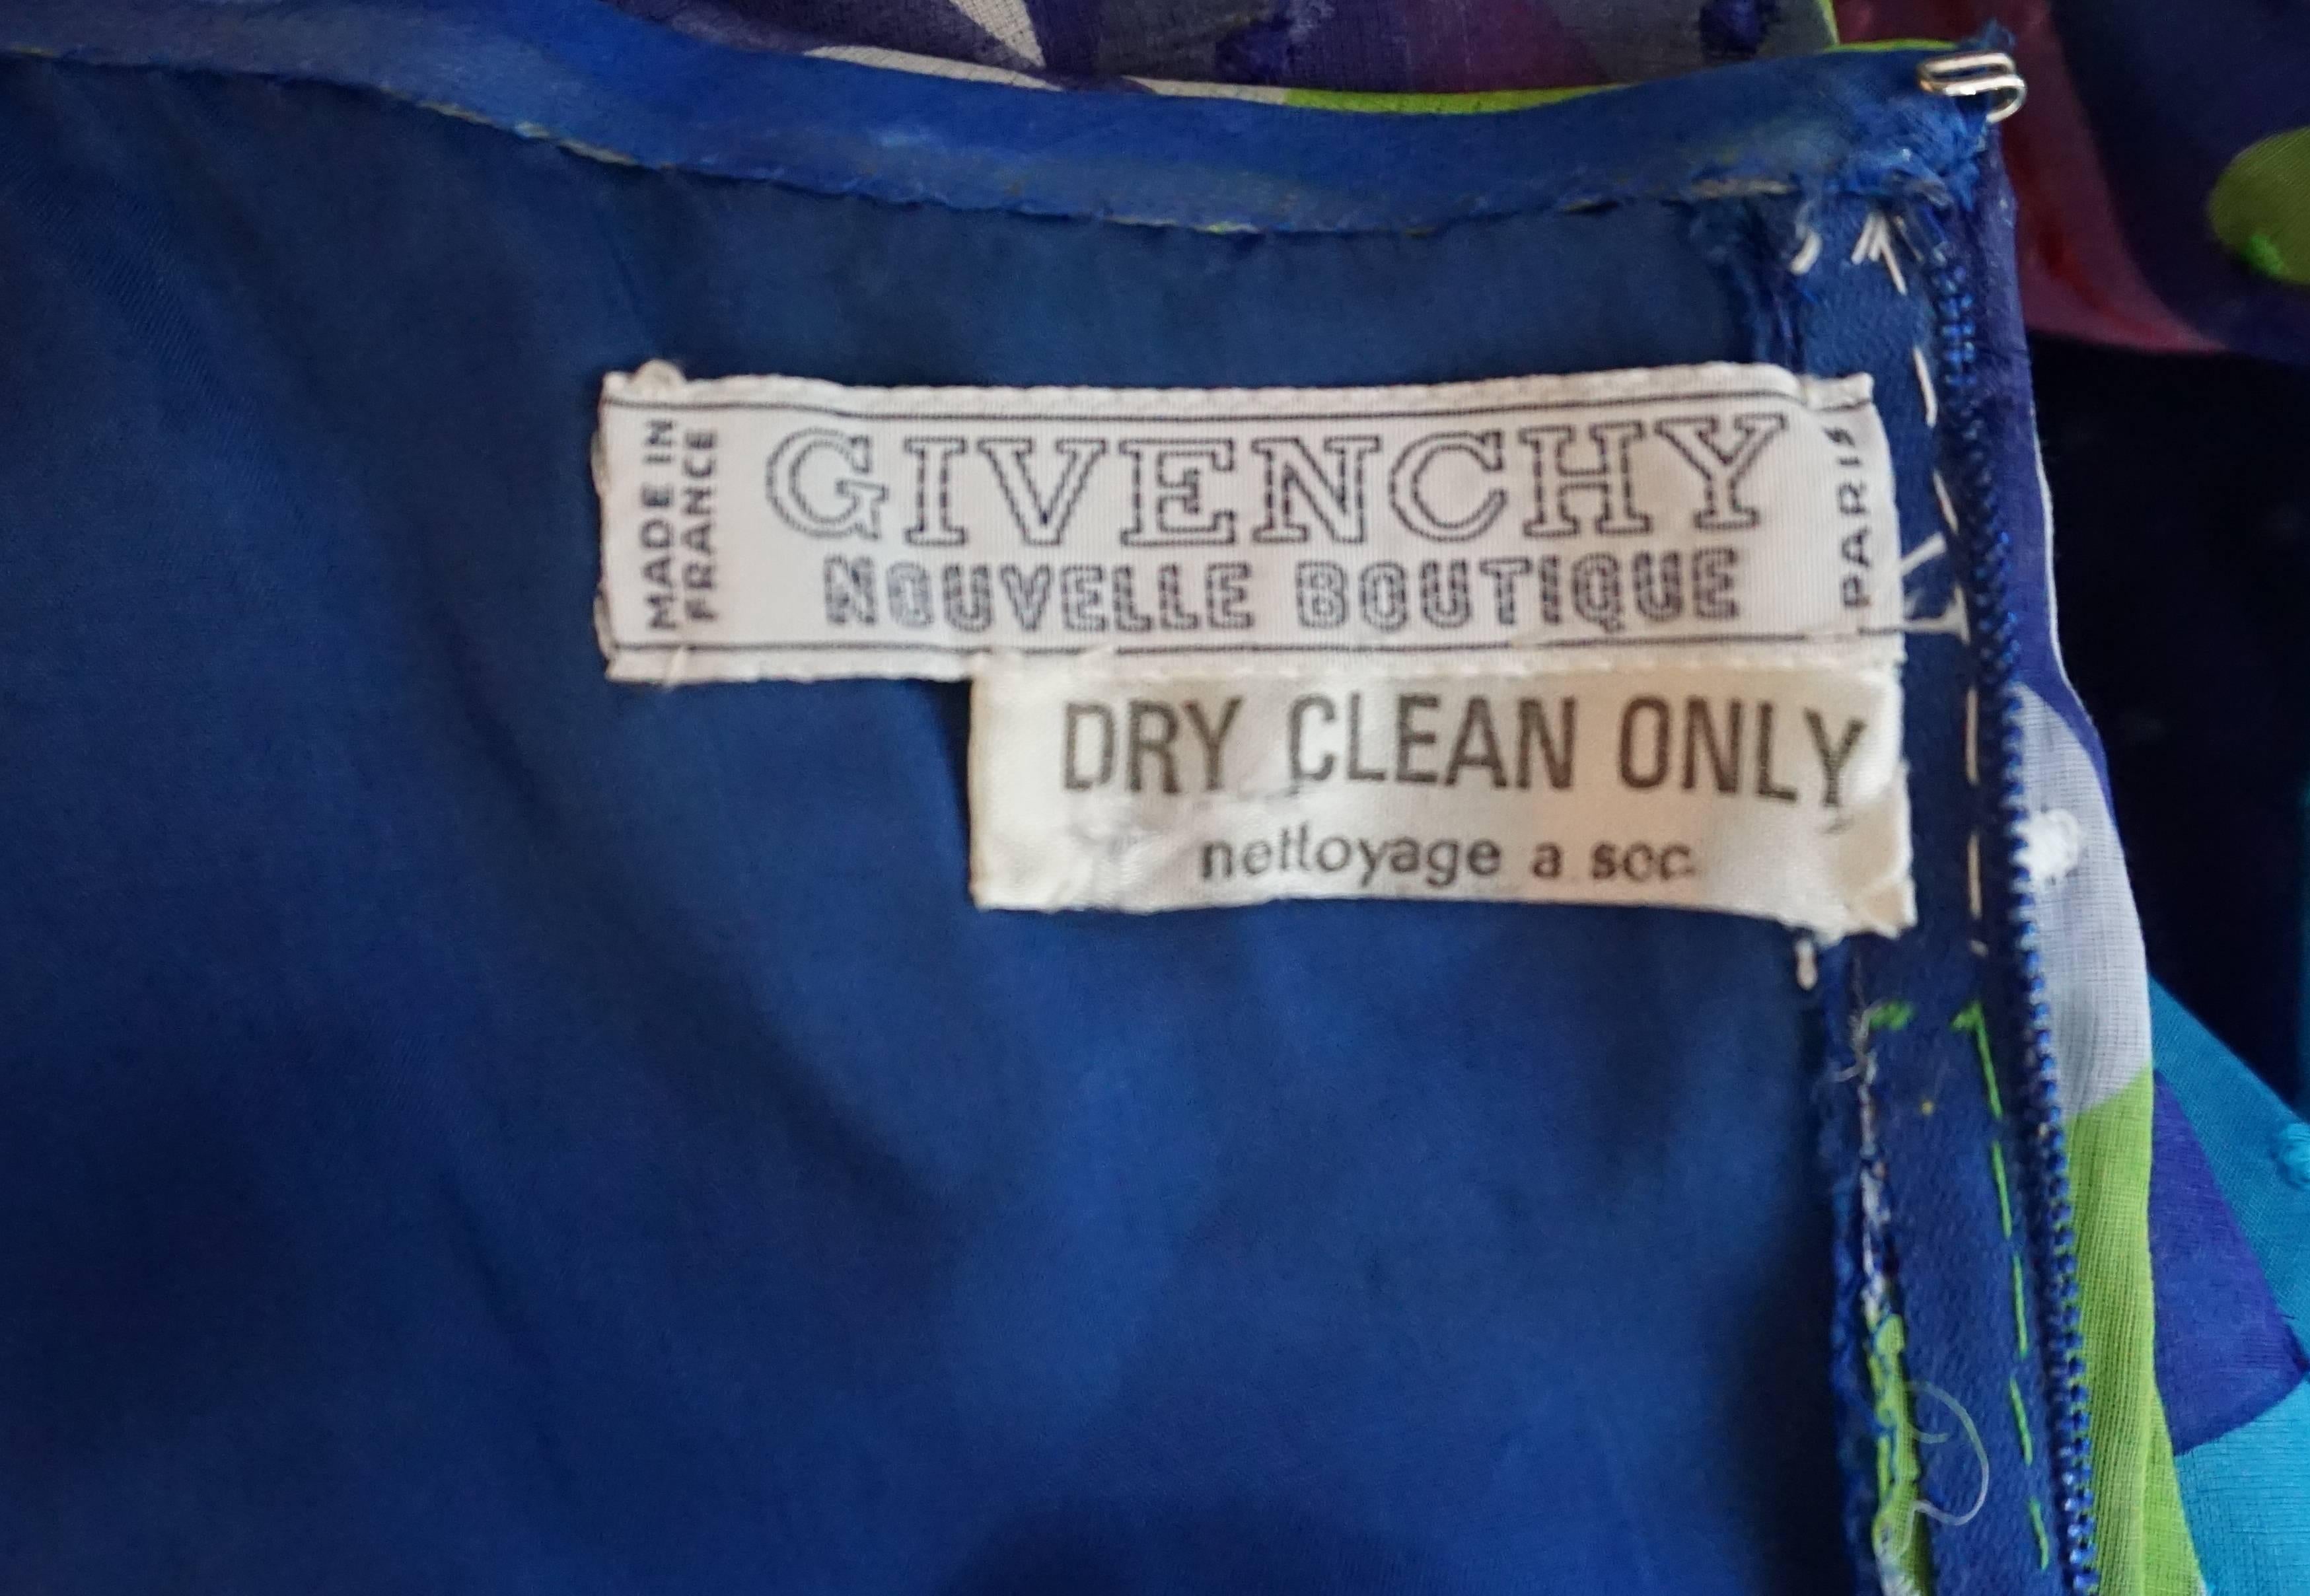 MADE IN
FRANCE
GIVENCHY
NOUVELLE BOUTIQUE
PARIS
DRY CLEAN ONLY
nettoyage a sec